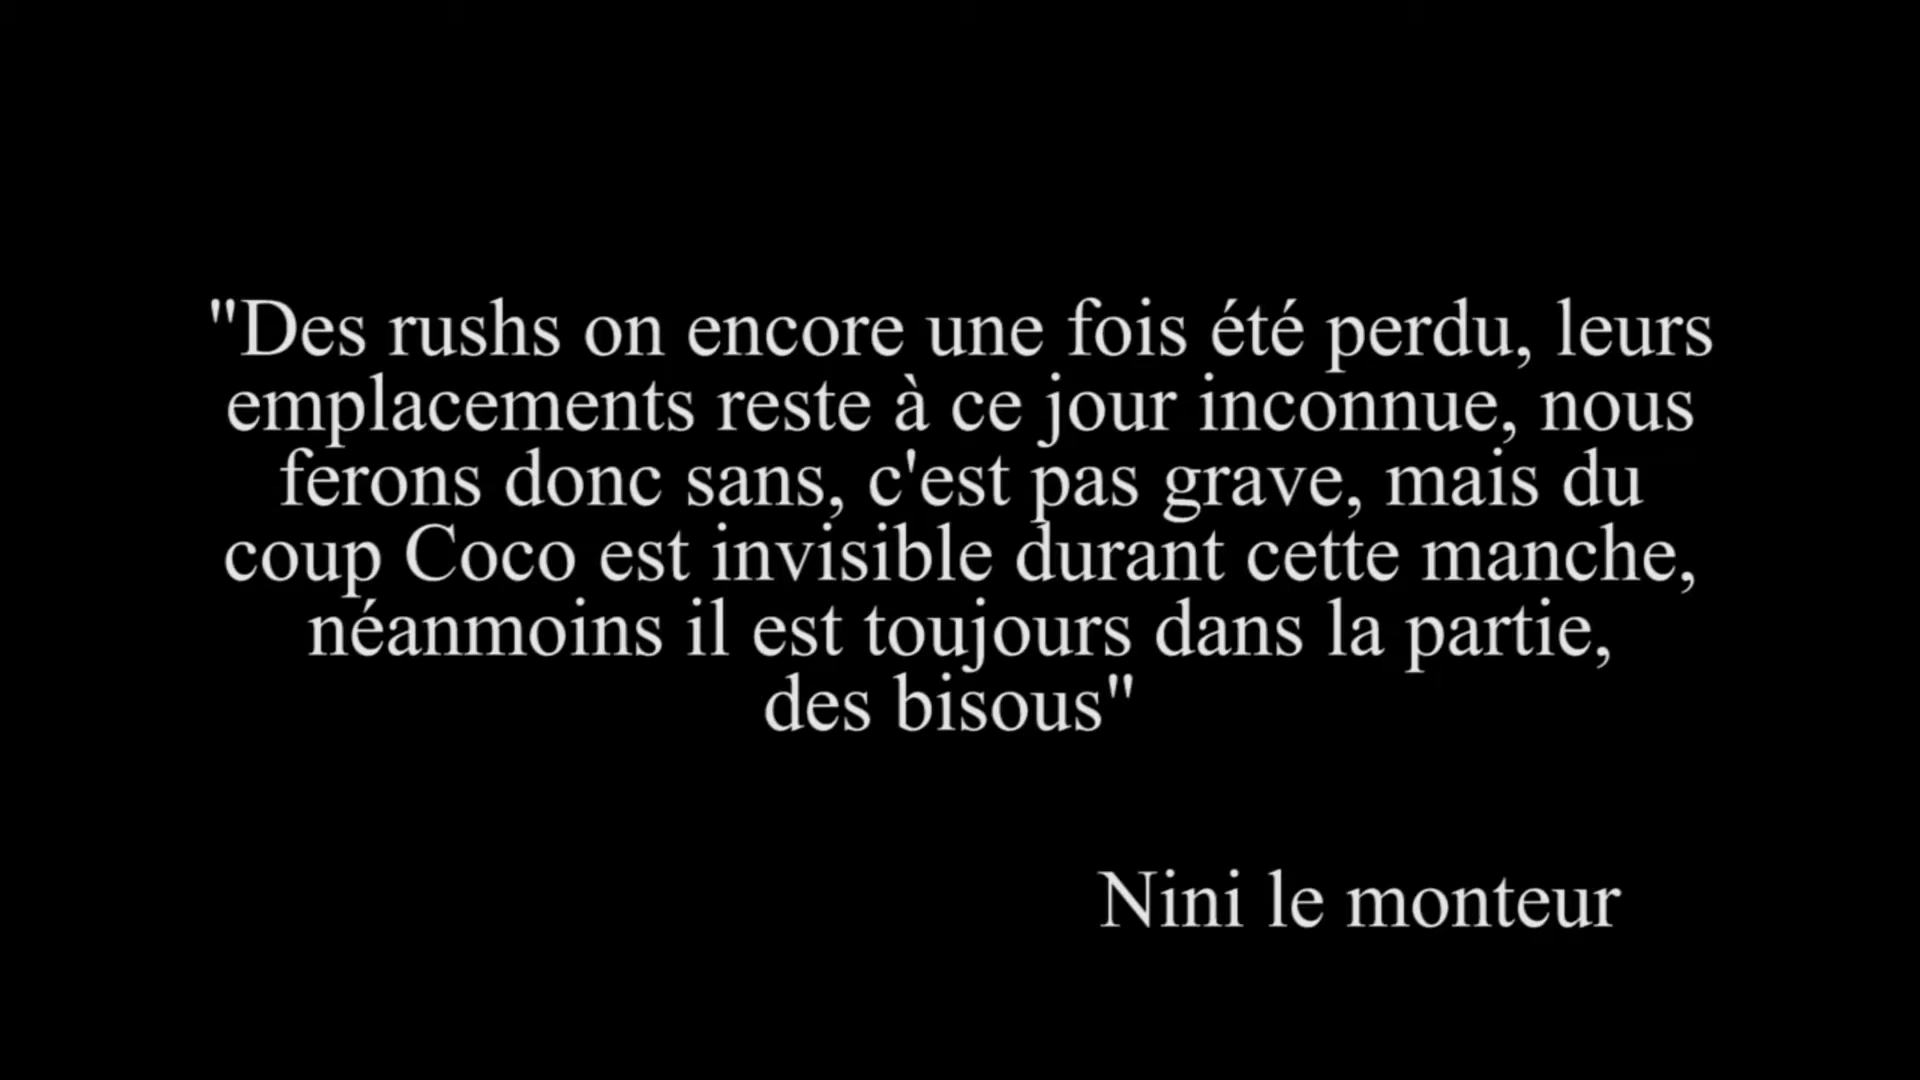 "Des rushs on encore une fois été perdu, leurs
emplacements reste à ce jour inconnue, nous
ferons donc sans, c'est pas grave, mais du
coup Coco est invisible durant cette manche,
néanmoins il est toujours dans la partie,
des bisous"
Nini le monteur